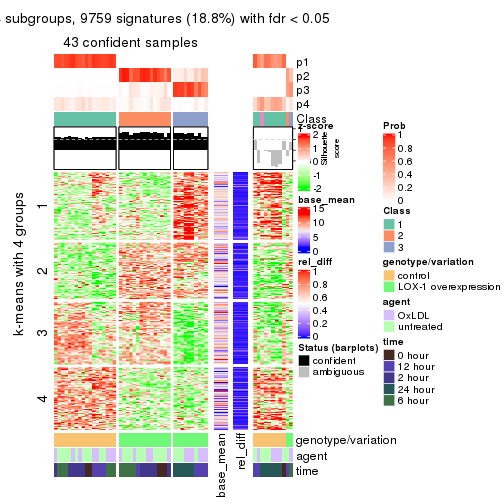 subgroups, 9759 signatures (18.8%) with fdr < 0.05
43 confident samples
p1
p2
p3
p4
Class
Silhouette
score
k-means with 4 groups
1
2
3
4
base_mean
rel_diff
genotype/variation
agent
time
z-score
2
1
0
-1
-2
base_mean
15
10
5
0
rel_diff
1
0.8
0.6
0.4
0.2
0
Status (barplots)
confident
ambiguous
Prob
1
0.8
0.6
0.4
0.2
0
Class
1
2
3
genotype/variation
control
LOX-1 overexpression
agent
OxLDL
untreated
time
0 hour
12 hour
2 hour
24 hour
6 hour